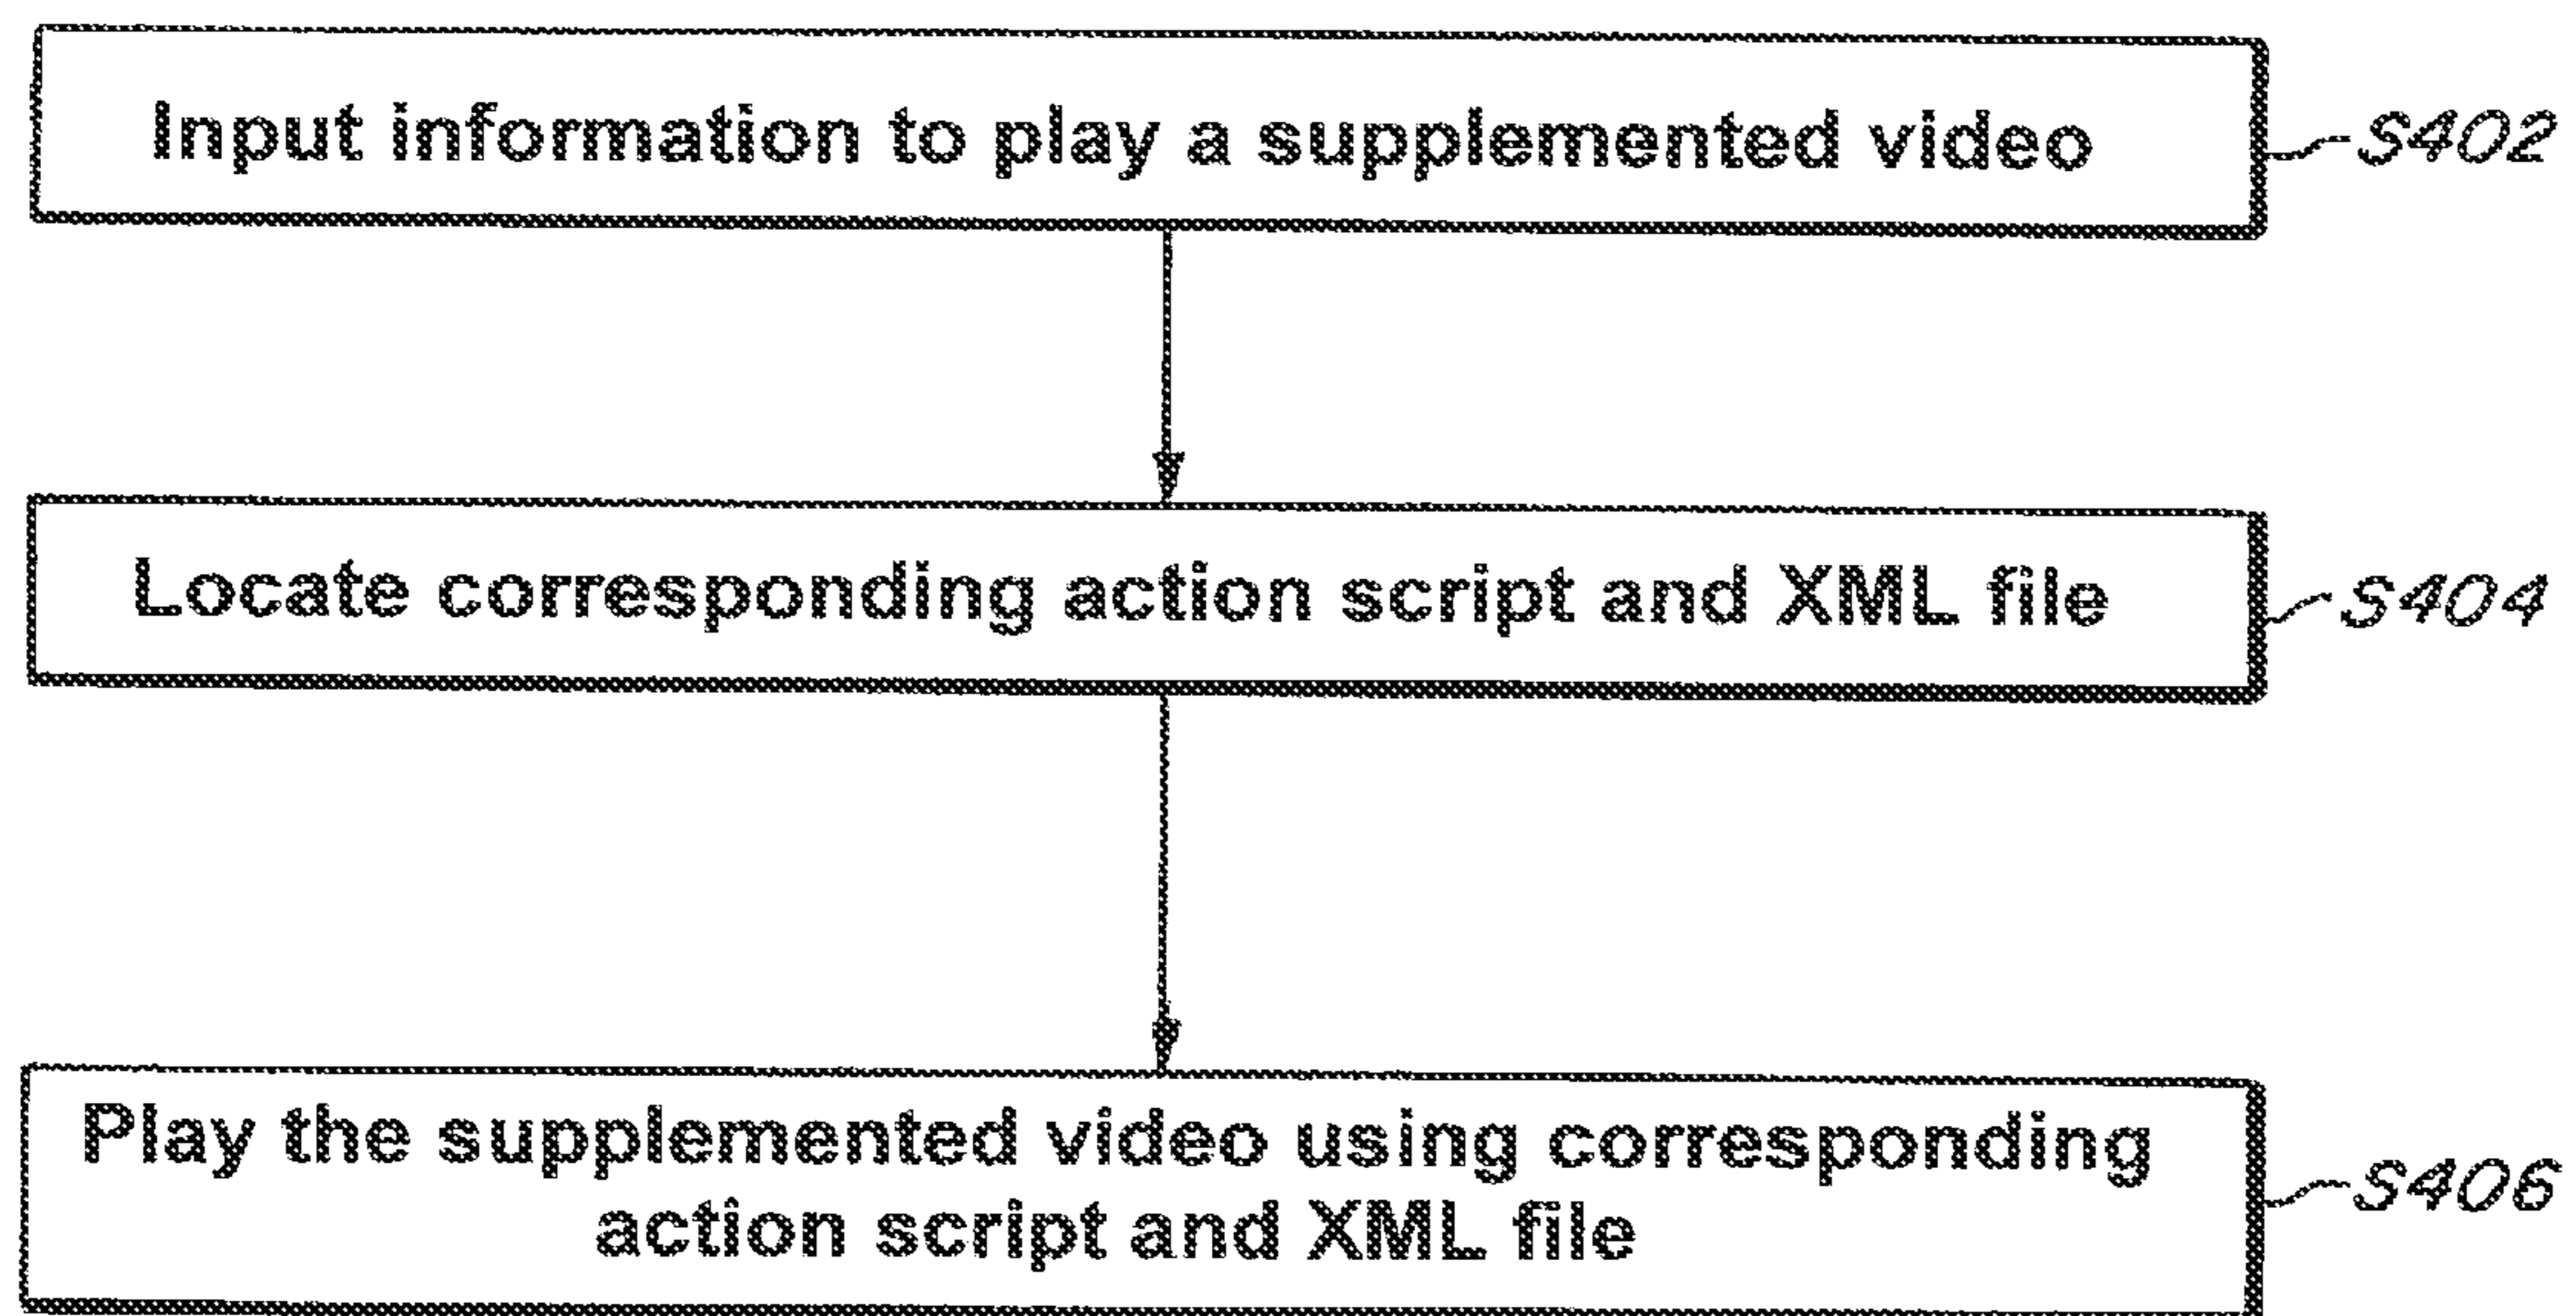 Input information to play a supplemented video
S402
Locate corresponding action script and XML file
S404
Play the supplemented video using corresponding
action script and XML file
S406